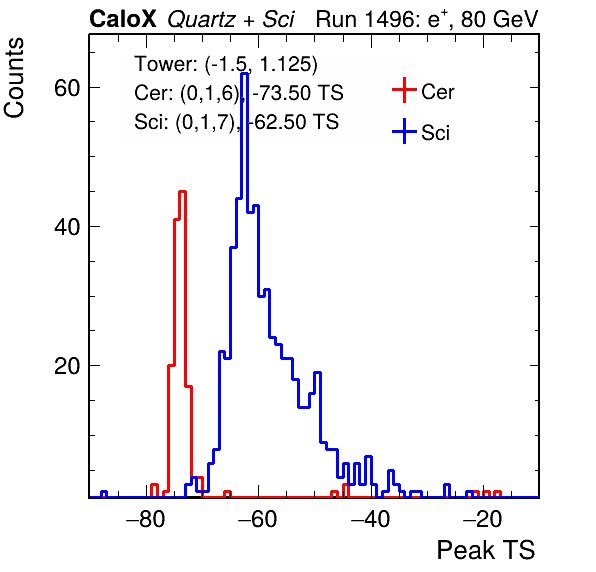 CaloX Quartz + Sci Run 1496: e⁺, 80 GeV
Counts
Tower: (-1.5, 1.125)
Cer: (0,1,6), -73.50 TS
Sci: (0,1,7), -62.50 TS
Cer
Sci
60
40
20
−80 −60 −40 −20
Peak TS